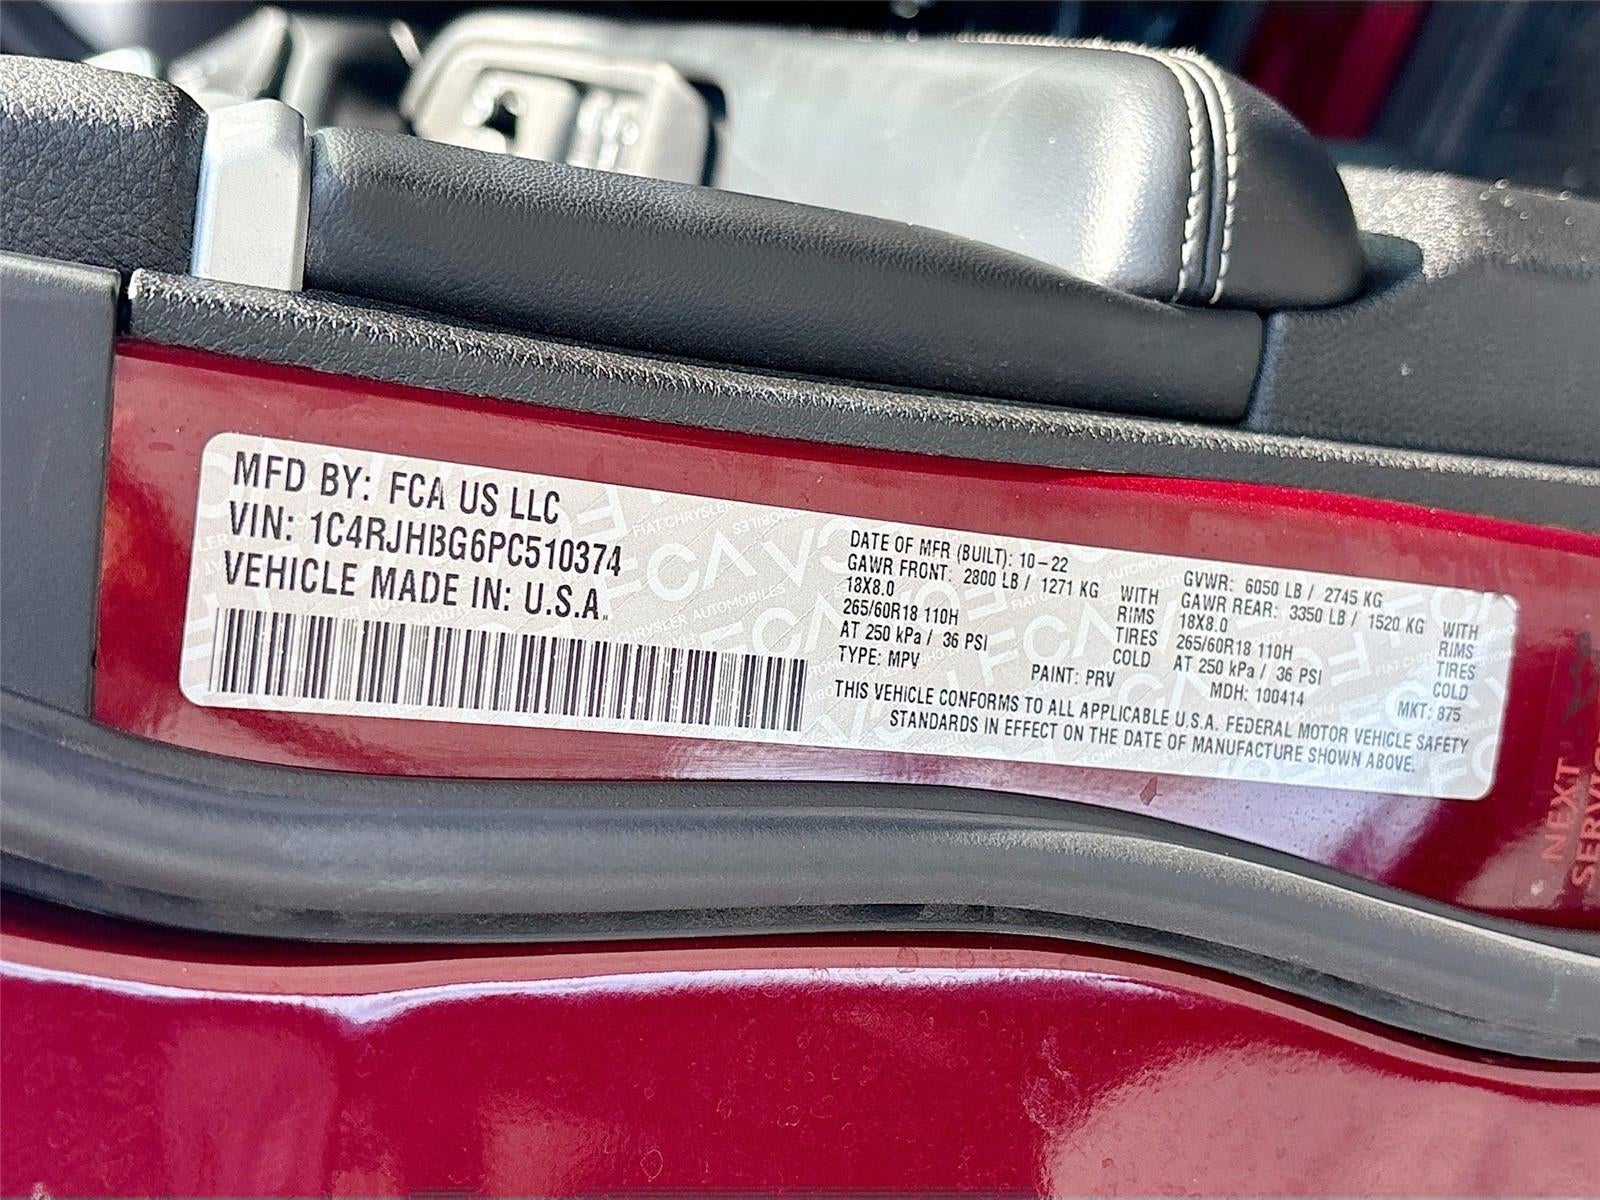 MFD BY: FCA US LLC
VIN: 1C4RJHBG6PC510374
VEHICLE MADE IN: U.S.A.
DATE OF MFR (BUILT): 10-22
GAWR FRONT: 2800 LB / 1271 KG WITH
18X8.0 RIMS
265/60R18 110H TIRES
AT 250 kPa / 36 PSI COLD
TYPE: MPV
PAINT: PRV
GVWR: 6050 LB / 2745 KG
GAWR REAR: 3350 LB / 1520 KG WITH
18X8.0 RIMS
265/60R18 110H TIRES
AT 250 kPa / 36 PSI COLD
MDH: 100414 MKT: 875
THIS VEHICLE CONFORMS TO ALL APPLICABLE U.S.A. FEDERAL MOTOR VEHICLE SAFETY
STANDARDS IN EFFECT ON THE DATE OF MANUFACTURE SHOWN ABOVE.
NEXT